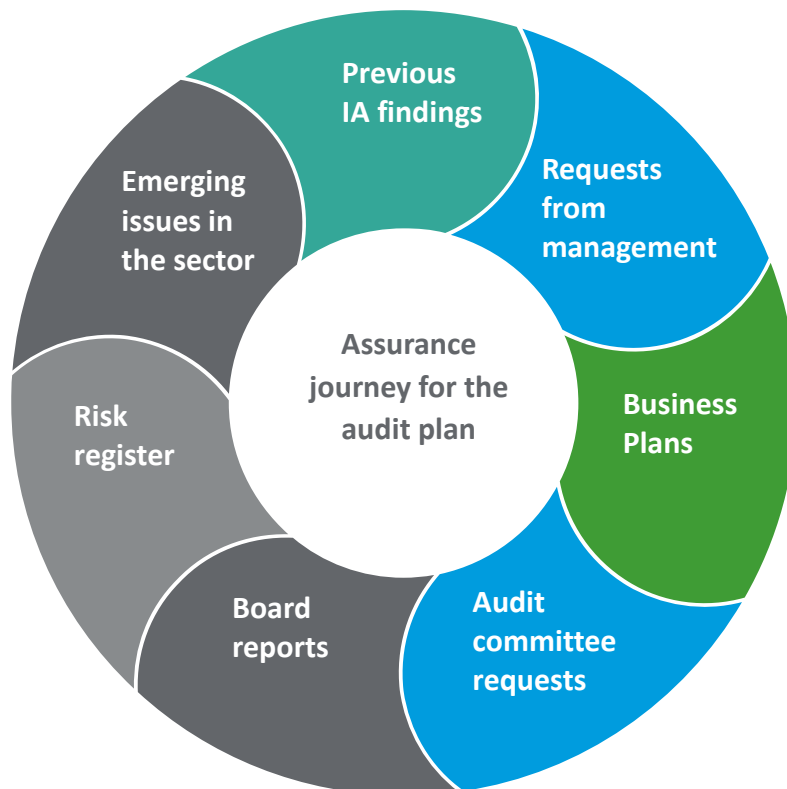 Previous
IA findings
Requests
from
management
Business
Plans
Audit
committee
requests
Board
reports
Risk
register
Emerging
issues in
the sector
Assurance
journey for the
audit plan